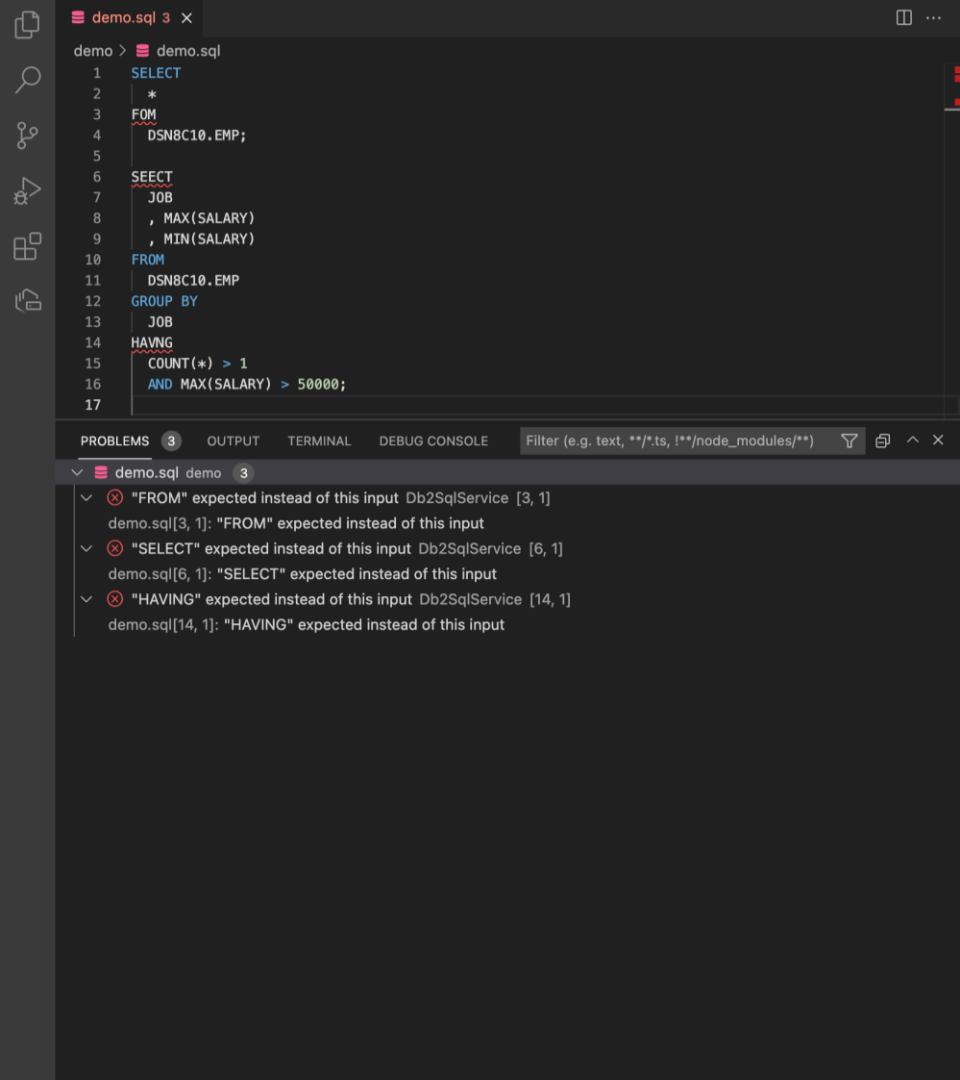 demo.sql 3
demo > demo.sql
1 SELECT
2 *
3 FOM
4 DSN8C10.EMP;
5
6 SEECT
7 JOB
8 , MAX(SALARY)
9 , MIN(SALARY)
10 FROM
11 DSN8C10.EMP
12 GROUP BY
13 JOB
14 HAVNG
15 COUNT(*) > 1
16 AND MAX(SALARY) > 50000;
17
PROBLEMS 3 OUTPUT TERMINAL DEBUG CONSOLE Filter (e.g. text, **/*.ts, !**/node_modules/**)
demo.sql demo 3
"FROM" expected instead of this input Db2SqlService [3, 1]
demo.sql[3, 1]: "FROM" expected instead of this input
"SELECT" expected instead of this input Db2SqlService [6, 1]
demo.sql[6, 1]: "SELECT" expected instead of this input
"HAVING" expected instead of this input Db2SqlService [14, 1]
demo.sql[14, 1]: "HAVING" expected instead of this input